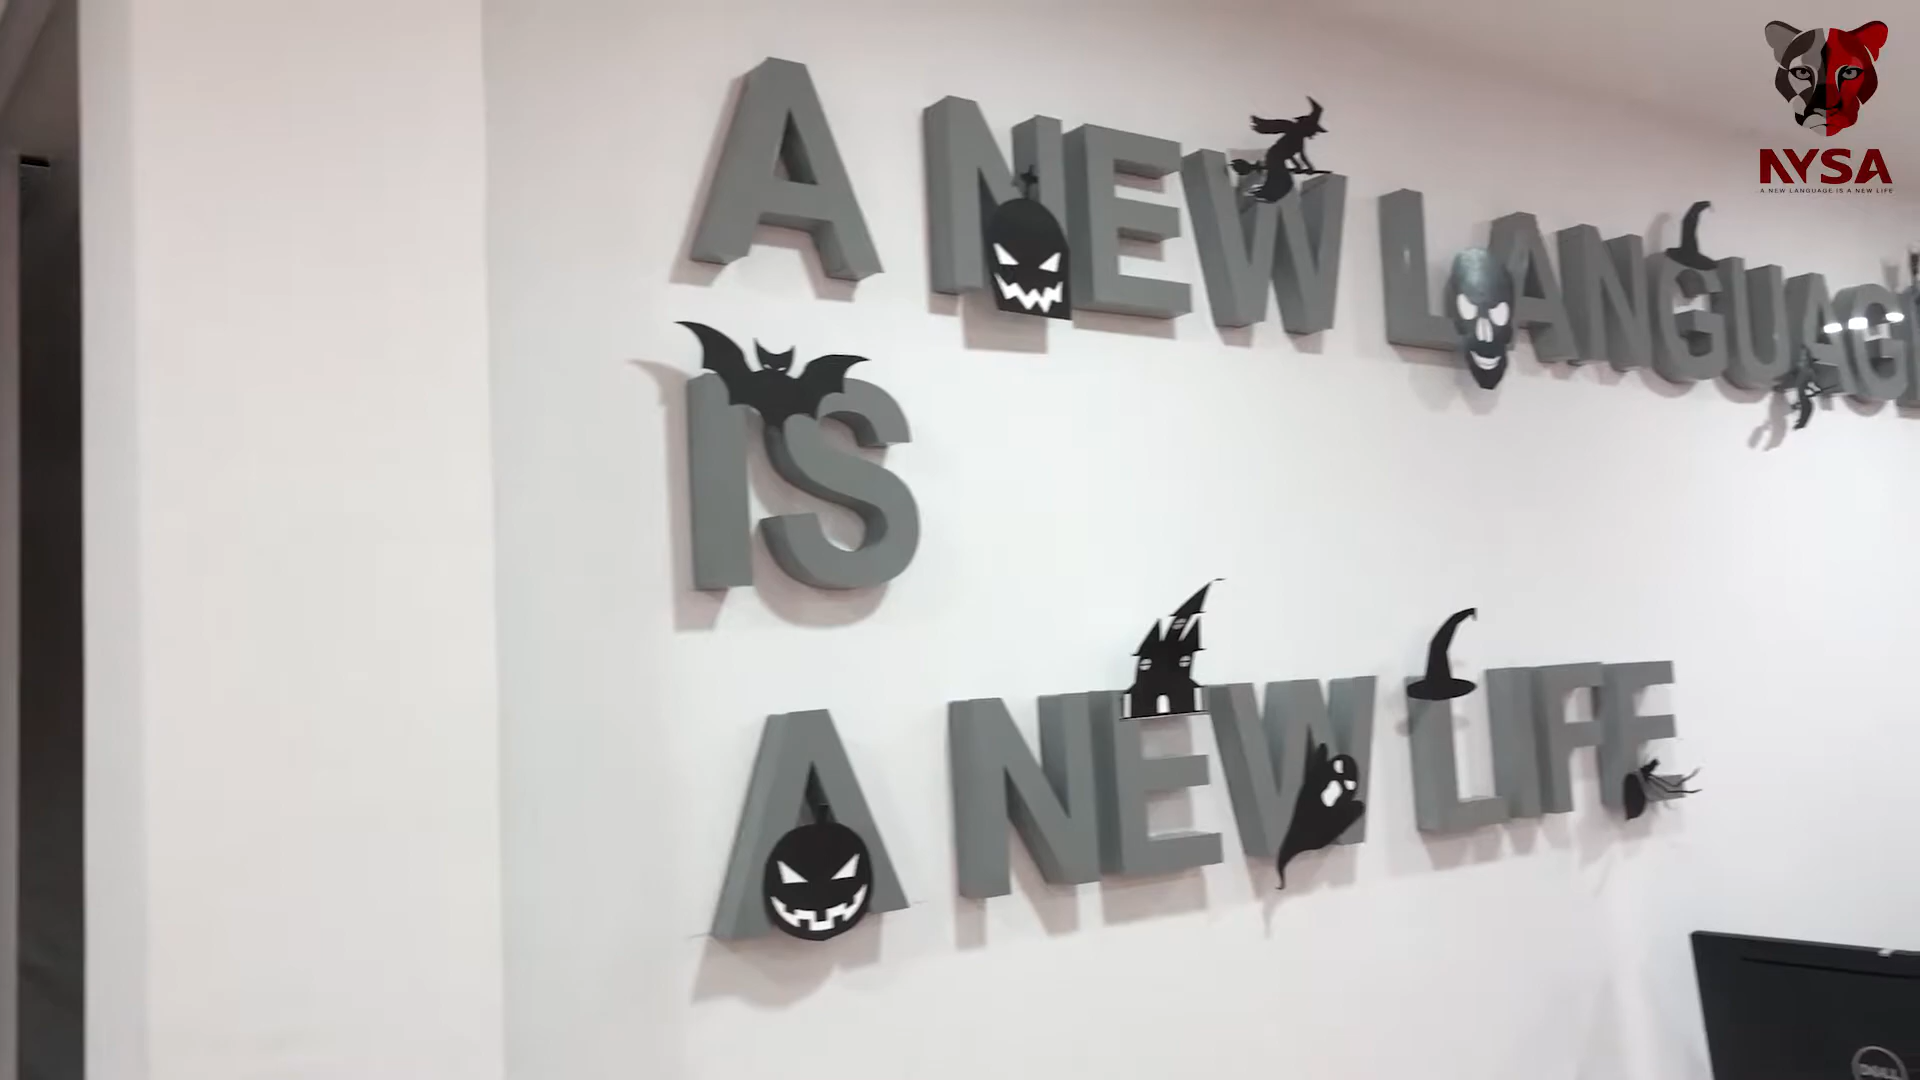 A NEW LANGUAGE
IS
A NEW LIFE
NYSA
A NEW LANGUAGE IS A NEW LIFE
DELL